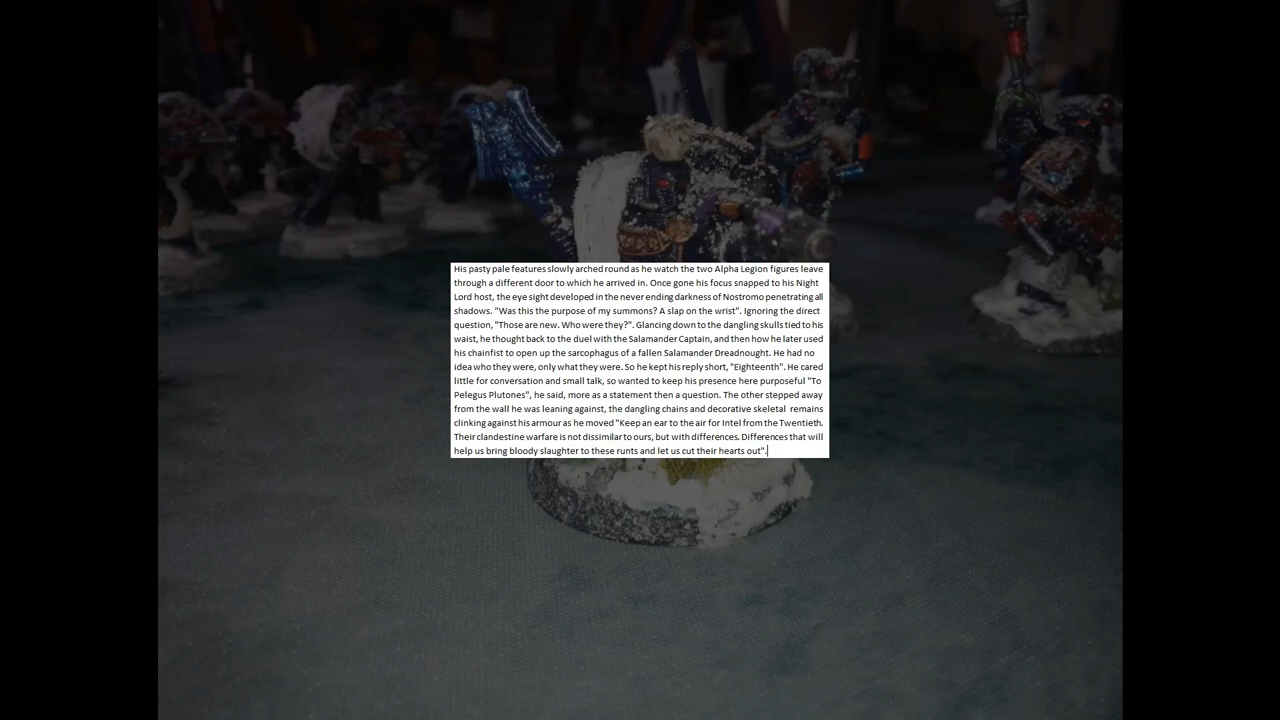 His pasty pale features slowly arched round as he watch the two Alpha Legion figures leave
through a different door to which he arrived in. Once gone his focus snapped to his Night
Lord host, the eye sight developed in the never ending darkness of Nostromo penetrating all
shadows. "Was this the purpose of my summons? A slap on the wrist". Ignoring the direct
question, "Those are new. Who were they?". Glancing down to the dangling skulls tied to his
waist, he thought back to the duel with the Salamander Captain, and then how he later used
his chainfist to open up the sarcophagus of a fallen Salamander Dreadnought. He had no
idea who they were, only what they were. So he kept his reply short, "Eighteenth". He cared
little for conversation and small talk, so wanted to keep his presence here purposeful "To
Pelegus Plutones", he said, more as a statement then a question. The other stepped away
from the wall he was leaning against, the dangling chains and decorative skeletal remains
clinking against his armour as he moved "Keep an ear to the air for Intel from the Twentieth.
Their clandestine warfare is not dissimilar to ours, but with differences. Differences that will
help us bring bloody slaughter to these runts and let us cut their hearts out".